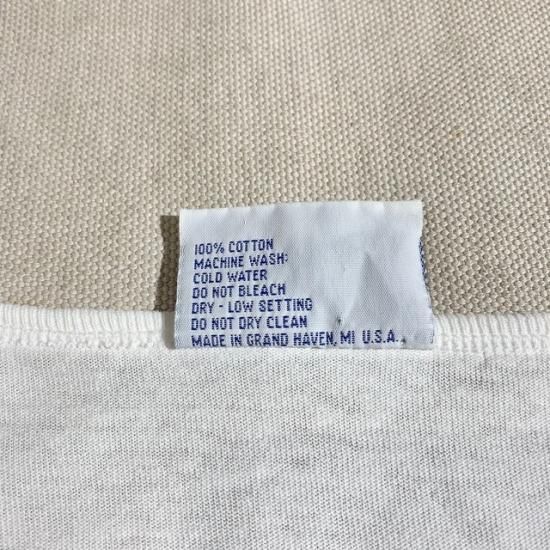 100% COTTON
MACHINE WASH:
COLD WATER
DO NOT BLEACH
DRY - LOW SETTING
DO NOT DRY CLEAN
MADE IN GRAND HAVEN, MI U.S.A.